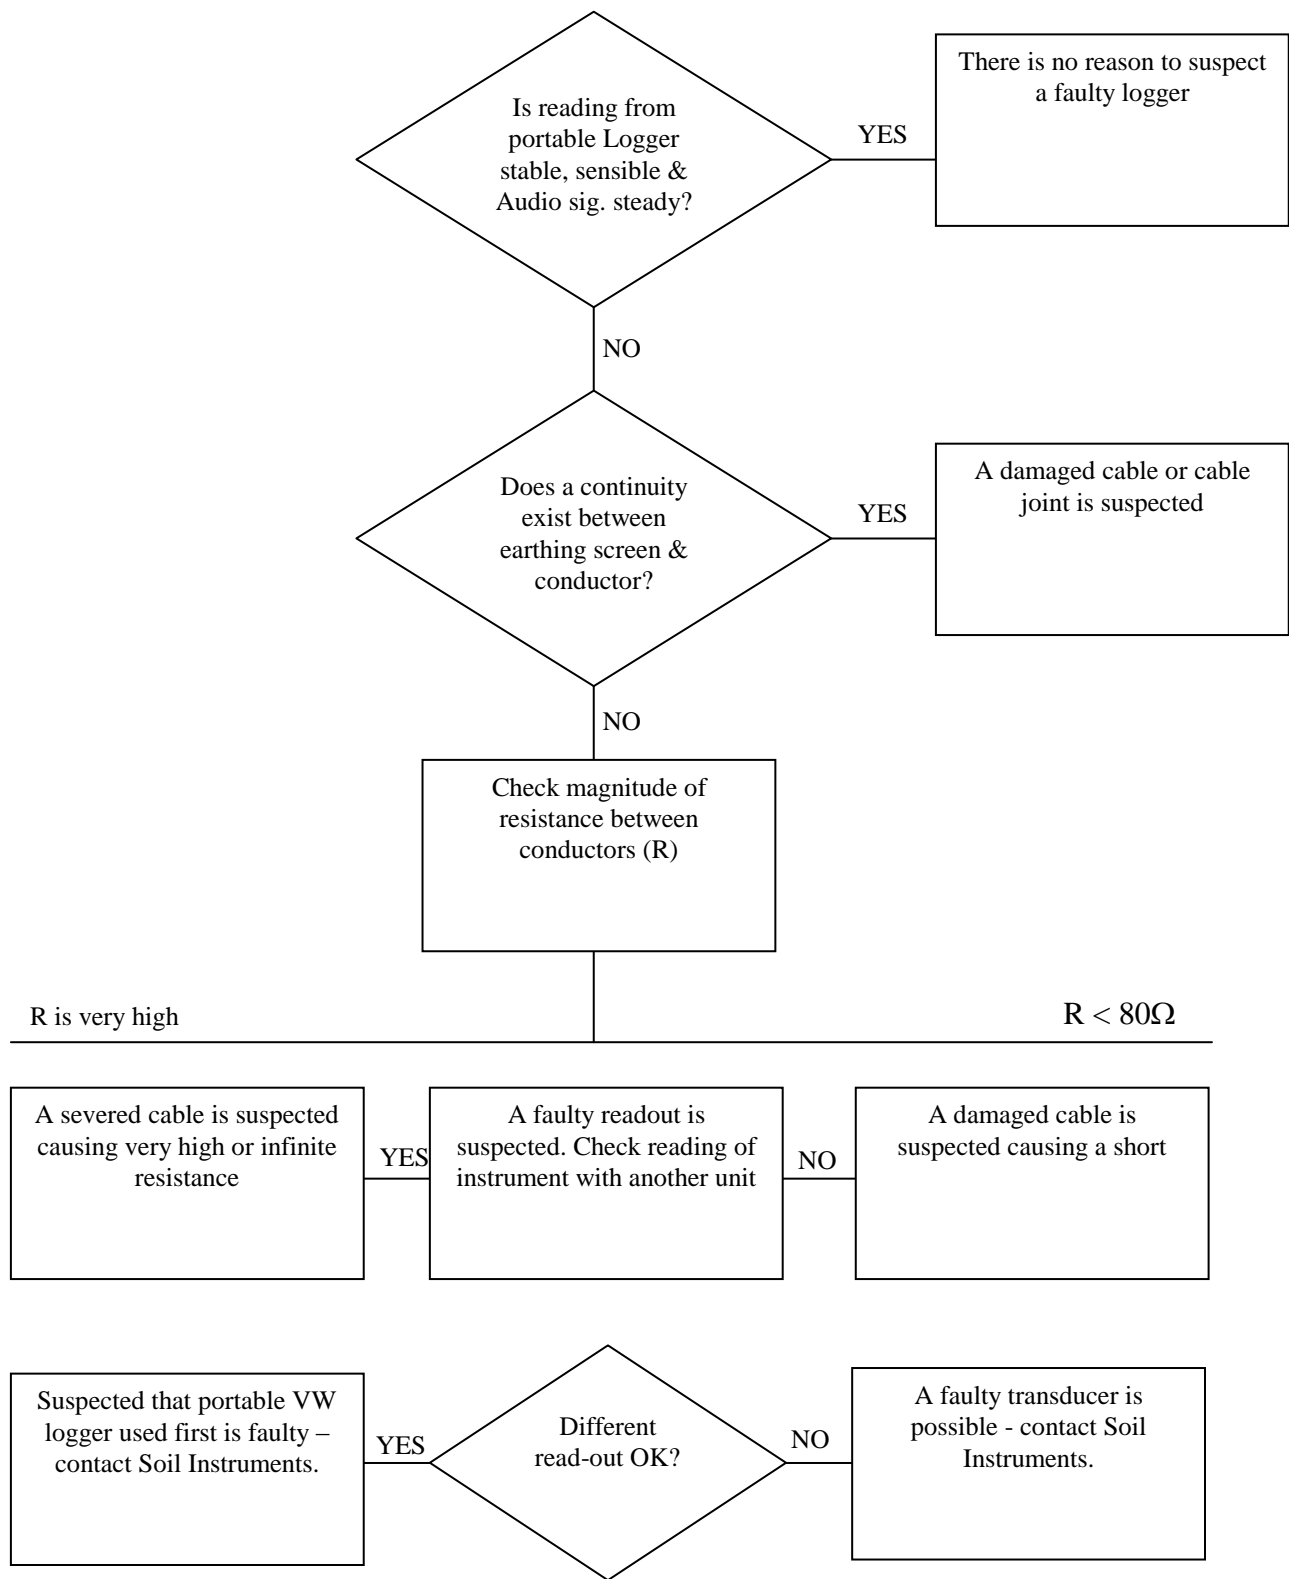 Is reading from
portable Logger
stable, sensible &
Audio sig. steady?
YES
There is no reason to suspect
a faulty logger
NO
Does a continuity
exist between
earthing screen &
conductor?
YES
A damaged cable or cable
joint is suspected
NO
Check magnitude of
resistance between
conductors (R)
R is very high
R < 80Ω
A severed cable is suspected
causing very high or infinite
resistance
YES
A faulty readout is
suspected. Check reading of
instrument with another unit
NO
A damaged cable is
suspected causing a short
Suspected that portable VW
logger used first is faulty –
contact Soil Instruments.
YES
Different
read-out OK?
NO
A faulty transducer is
possible - contact Soil
Instruments.